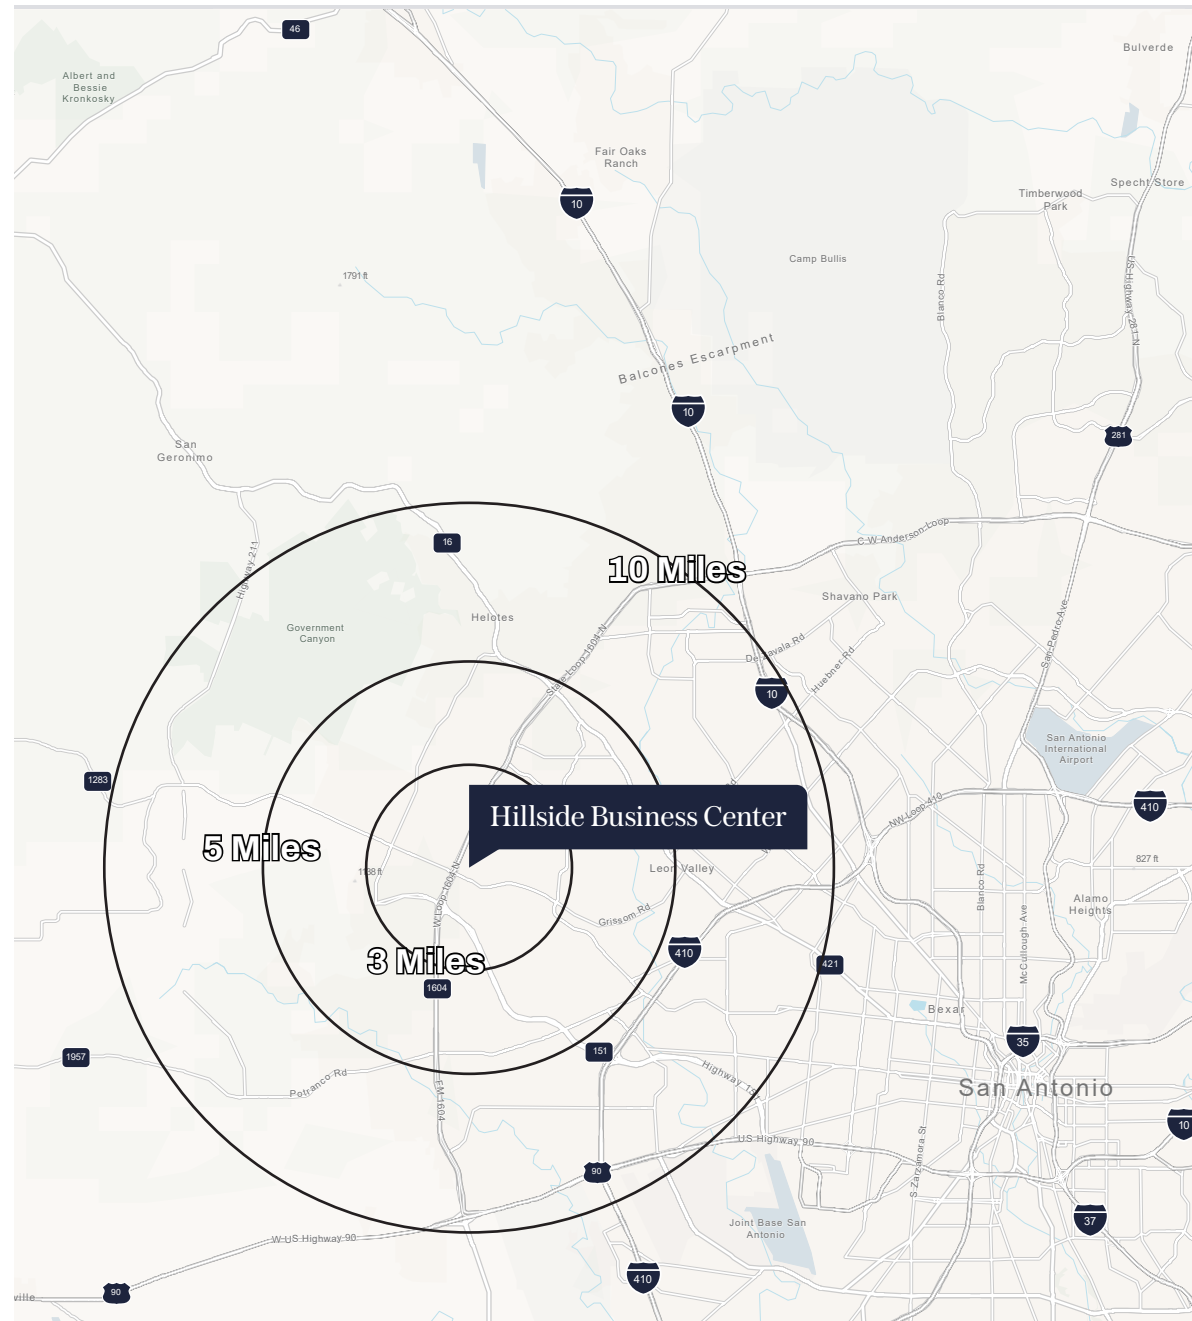 46
Bulverde
Albert and
Bessie
Kronkosky
Fair Oaks
Ranch
Specht Store
Timberwood
Park
10
Camp Bullis
1791 ft
Blanco Rd
US Highway 281 N
Balcones Escarpment
10
281
San
Geronimo
C W Anderson Loop
16
Highway 211
10 Miles
Shavano Park
Helotes
Government
Canyon
State Loop 1604 N
De Zavala Rd
Huebner Rd
San Pedro Ave
10
San Antonio
International
Airport
1283
410
NW Loop 410
Hillside Business Center
5 Miles
827 ft
Leon Valley
1138 ft
W Loop 1604 N
Blanco Rd
Alamo
Heights
Grissom Rd
McCullough Ave
3 Miles
410
421
1604
Bexar
35
151
1957
Potranco Rd
Highway 151
San Antonio
FM 1604
10
US Highway 90
S Zarzamora St
90
Joint Base San
Antonio
37
W US Highway 90
410
90
ville